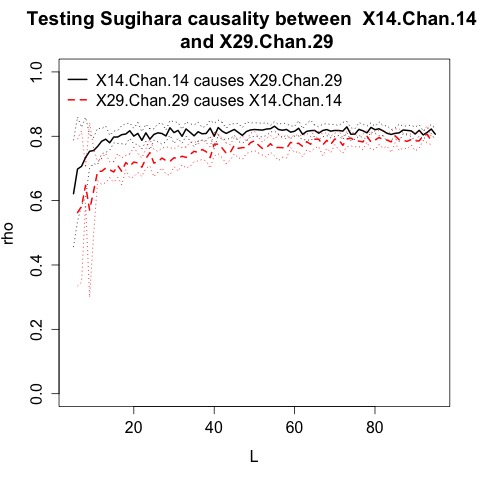 Testing Sugihara causality between  X14.Chan.14
and X29.Chan.29
X14.Chan.14 causes X29.Chan.29
X29.Chan.29 causes X14.Chan.14
1.0
0.8
0.6
0.4
0.2
0.0
rho
20 40 60 80
L